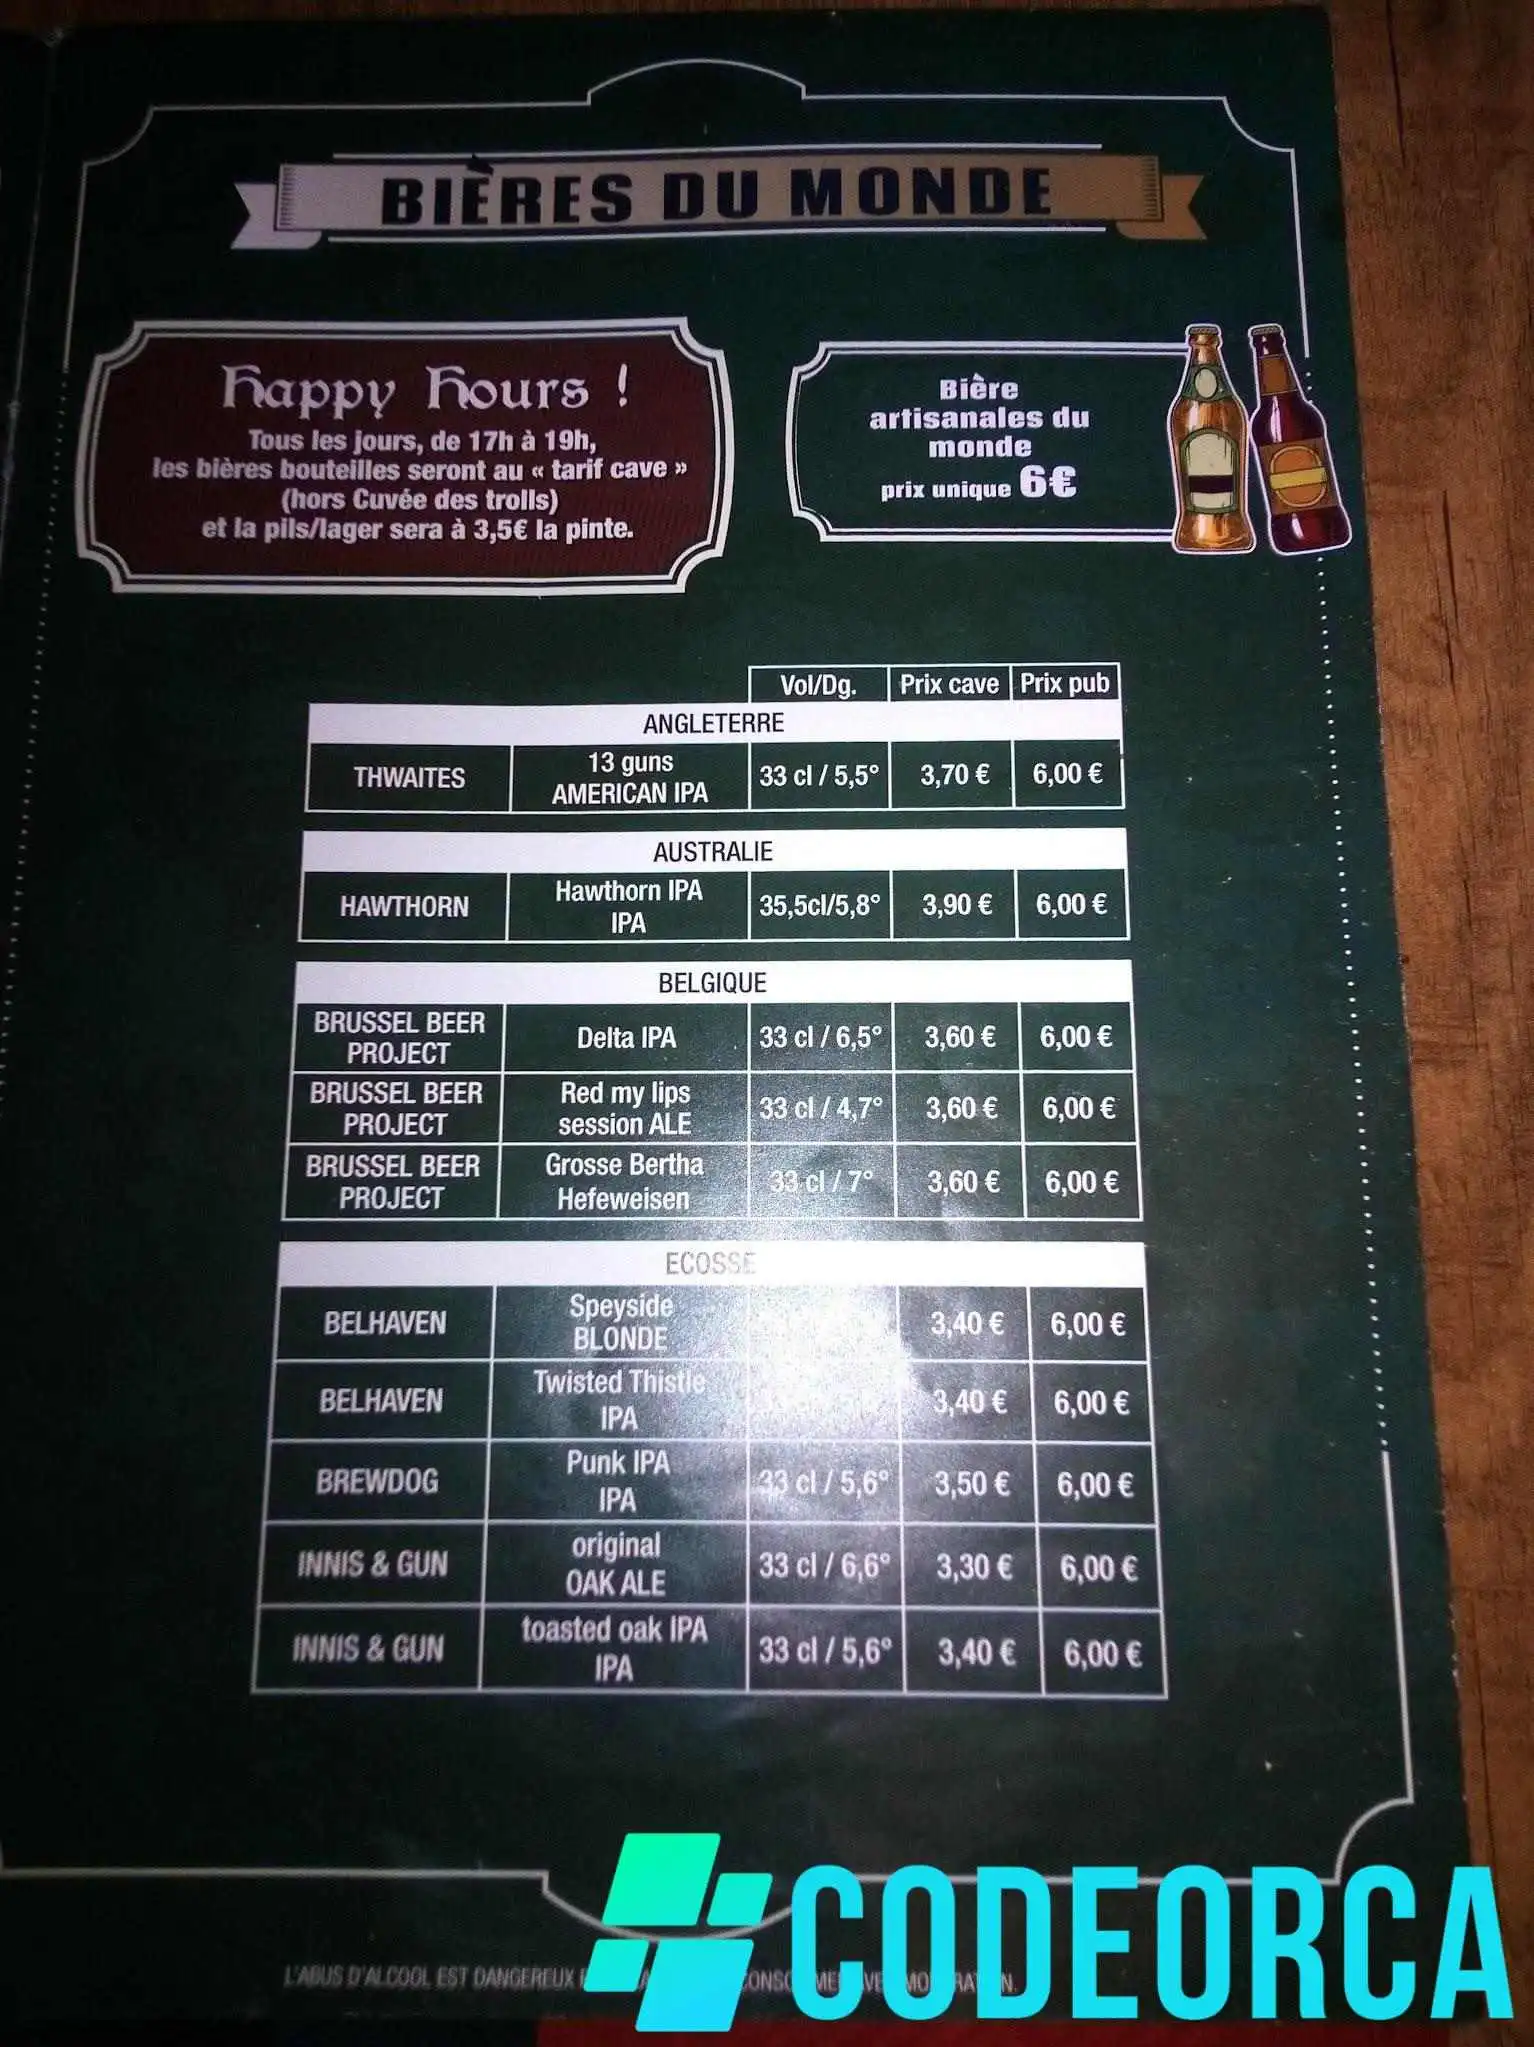 BIÈRES DU MONDE
Happy Hours !
Tous les jours, de 17h à 19h,
les bières bouteilles seront au « tarif cave »
(hors Cuvée des trolls)
et la pils/lager sera à 3,5€ la pinte.
Bière
artisanales du
monde
prix unique 6€
Vol/Dg. Prix cave Prix pub
ANGLETERRE
THWAITES 13 guns AMERICAN IPA 33 cl / 5,5° 3,70 € 6,00 €
AUSTRALIE
HAWTHORN Hawthorn IPA IPA 35,5cl/5,8° 3,90 € 6,00 €
BELGIQUE
BRUSSEL BEER PROJECT Delta IPA 33 cl / 6,5° 3,60 € 6,00 €
BRUSSEL BEER PROJECT Red my lips session ALE 33 cl / 4,7° 3,60 € 6,00 €
BRUSSEL BEER PROJECT Grosse Bertha Hefeweisen 33 cl / 7° 3,60 € 6,00 €
ECOSSE
BELHAVEN Speyside BLONDE 3,40 € 6,00 €
BELHAVEN Twisted Thistle IPA 3,40 € 6,00 €
BREWDOG Punk IPA IPA 33 cl / 5,6° 3,50 € 6,00 €
INNIS & GUN original OAK ALE 33 cl / 6,6° 3,30 € 6,00 €
INNIS & GUN toasted oak IPA IPA 33 cl / 5,6° 3,40 € 6,00 €
L'ABUS D'ALCOOL EST DANGEREUX
CODEORCA